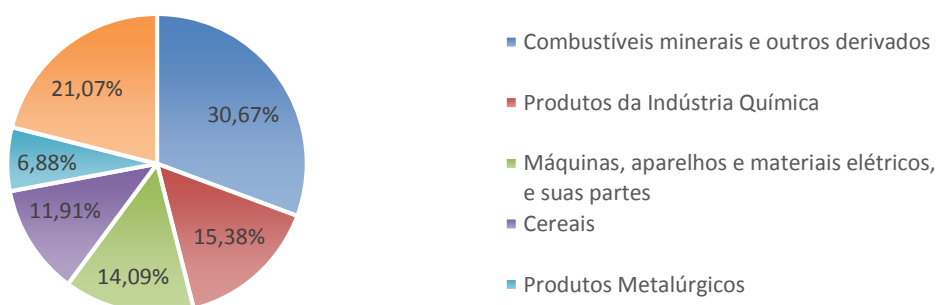 21,07%
30,67%
6,88%
11,91%
15,38%
14,09%
Combustíveis minerais e outros derivados
Produtos da Indústria Química
Máquinas, aparelhos e materiais elétricos,
e suas partes
Cereais
Produtos Metalúrgicos